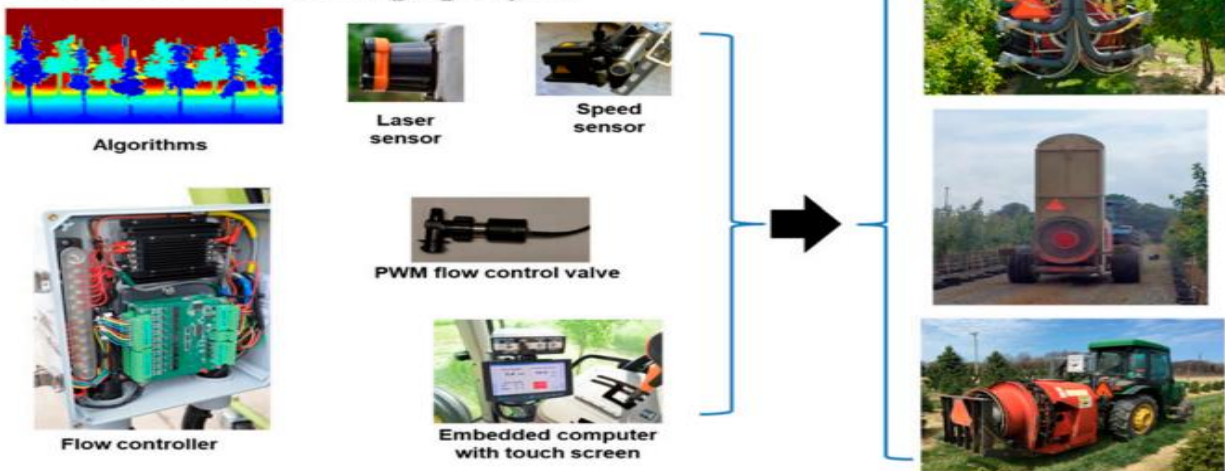 Algorithms
Laser
sensor
Speed
sensor
PWM flow control valve
Flow controller
Embedded computer
with touch screen